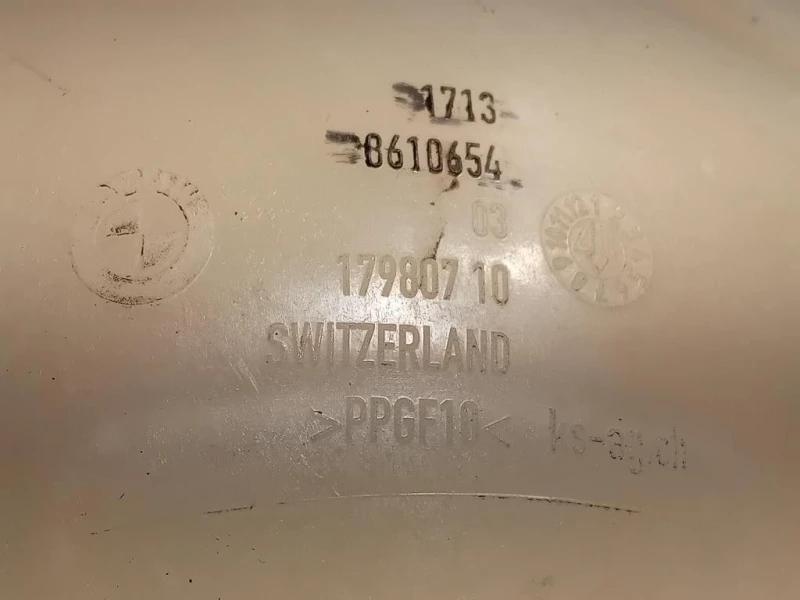 1713
8610654
03
179807 10
SWITZERLAND
>PPGF10<
ks-ag.ch